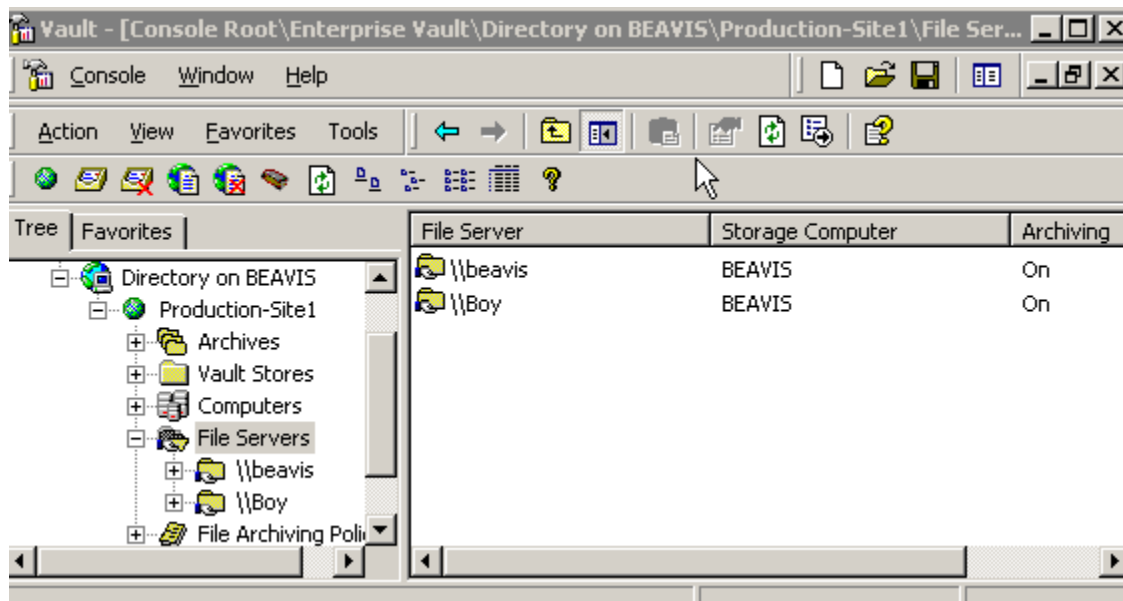 Vault - [Console Root\Enterprise Vault\Directory on BEAVIS\Production-Site1\File Ser...
Console Window Help
Action View Favorites Tools
Tree Favorites
File Server Storage Computer Archiving
Directory on BEAVIS
\\beavis BEAVIS On
Production-Site1
\\Boy BEAVIS On
Archives
Vault Stores
Computers
File Servers
\\beavis
\\Boy
File Archiving Poli